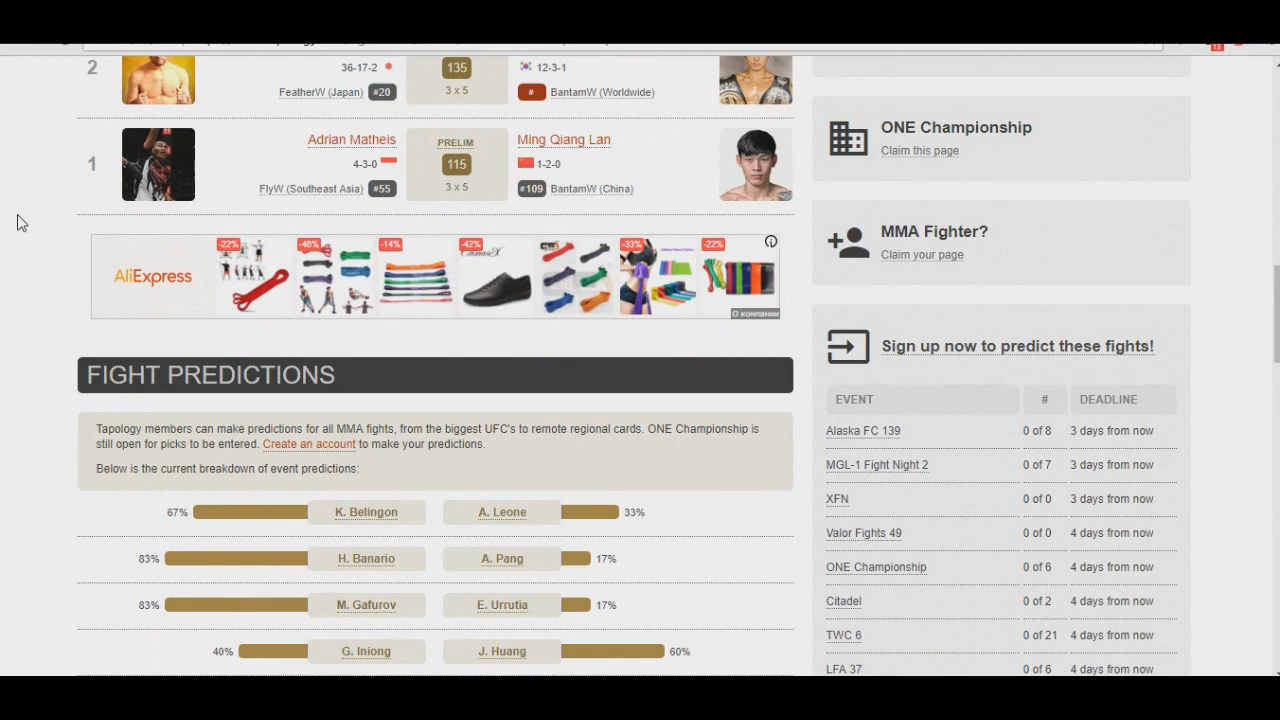 2
36-17-2
135
12-3-1
FeatherW (Japan) #20
3 x 5
# BantamW (Worldwide)
1
Adrian Matheis
PRELIM
Ming Qiang Lan
4-3-0
115
1-2-0
FlyW (Southeast Asia) #55
3 x 5
#109 BantamW (China)
AliExpress
-22%
-14%
-42%
-33%
-22%
О компании
FIGHT PREDICTIONS
Tapology members can make predictions for all MMA fights, from the biggest UFC's to remote regional cards. ONE Championship is
still open for picks to be entered. Create an account to make your predictions.
Below is the current breakdown of event predictions:
67% K. Belingon A. Leone 33%
83% H. Banario A. Pang 17%
83% M. Gafurov E. Urrutia 17%
40% G. Iniong J. Huang 60%
ONE Championship
Claim this page
MMA Fighter?
Claim your page
Sign up now to predict these fights!
EVENT # DEADLINE
Alaska FC 139 0 of 8 3 days from now
MGL-1 Fight Night 2 0 of 7 3 days from now
XFN 0 of 0 3 days from now
Valor Fights 49 0 of 0 4 days from now
ONE Championship 0 of 6 4 days from now
Citadel 0 of 2 4 days from now
TWC 6 0 of 21 4 days from now
LFA 37 0 of 6 4 days from now